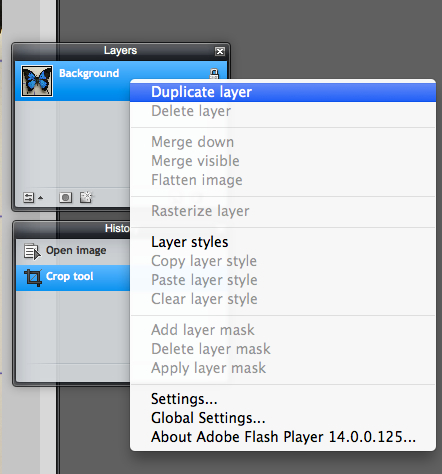 Layers
Background
Duplicate layer
Delete layer
Merge down
Merge visible
Flatten image
Rasterize layer
Layer styles
Copy layer style
Paste layer style
Clear layer style
Add layer mask
Delete layer mask
Apply layer mask
Settings...
Global Settings...
About Adobe Flash Player 14.0.0.125...
Histo
Open image
Crop tool